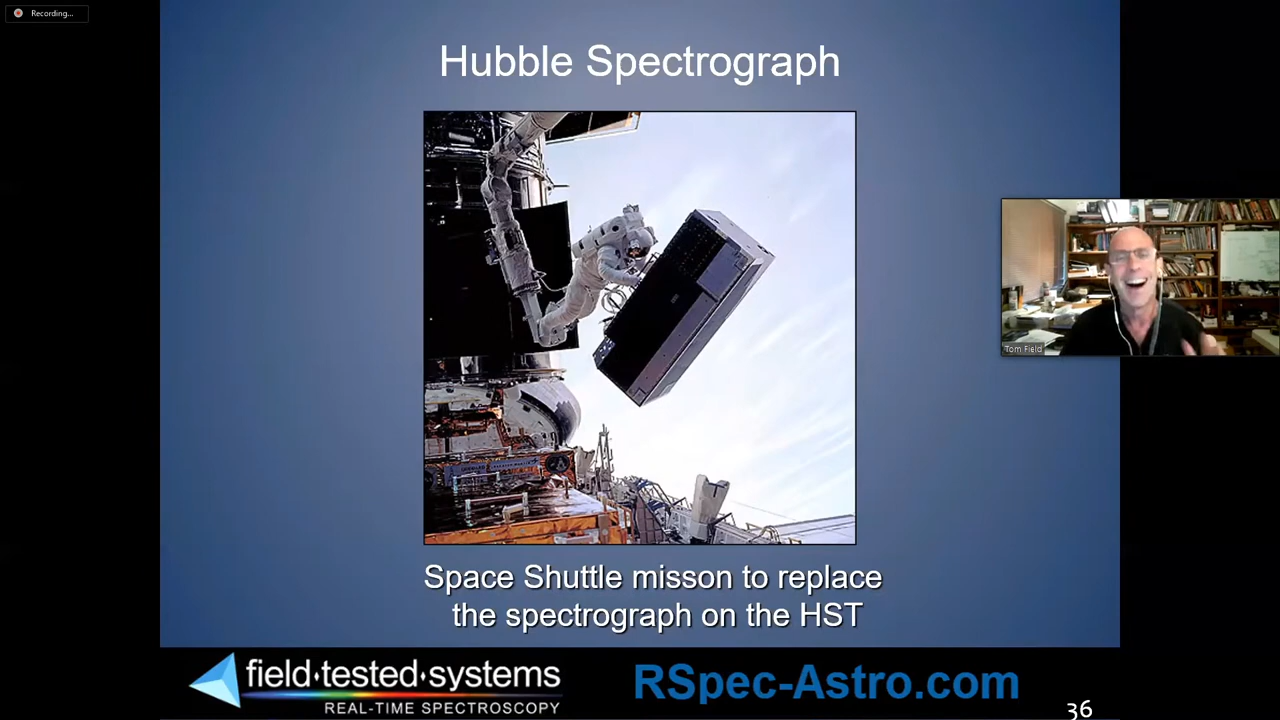 Recording...
Hubble Spectrograph
Tom Field
Space Shuttle misson to replace
the spectrograph on the HST
field·tested·systems
REAL-TIME SPECTROSCOPY
RSpec-Astro.com
36